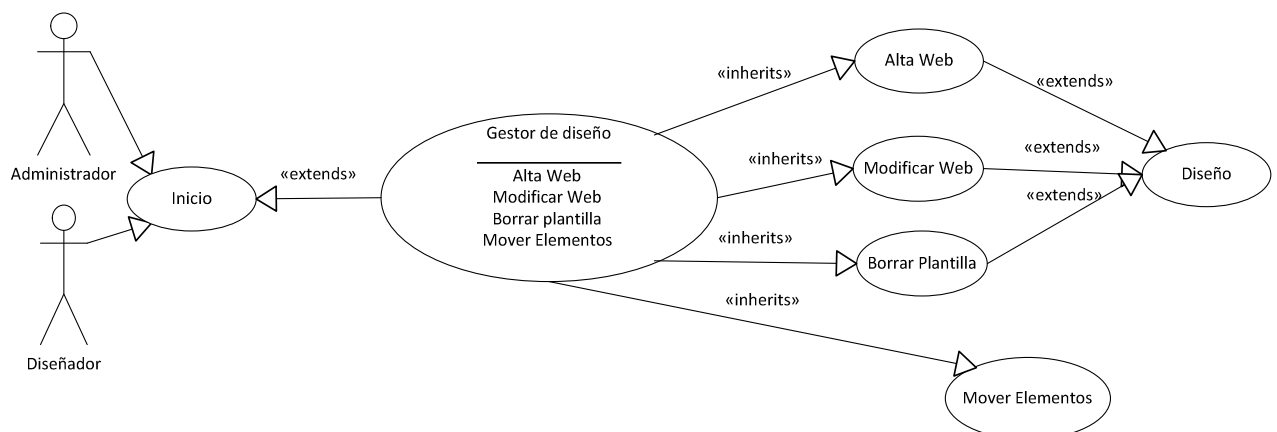 Administrador
Diseñador
Inicio
«extends»
Gestor de diseño
Alta Web
Modificar Web
Borrar plantilla
Mover Elementos
«inherits»
«inherits»
«inherits»
«inherits»
Alta Web
Modificar Web
Borrar Plantilla
Mover Elementos
«extends»
«extends»
«extends»
Diseño